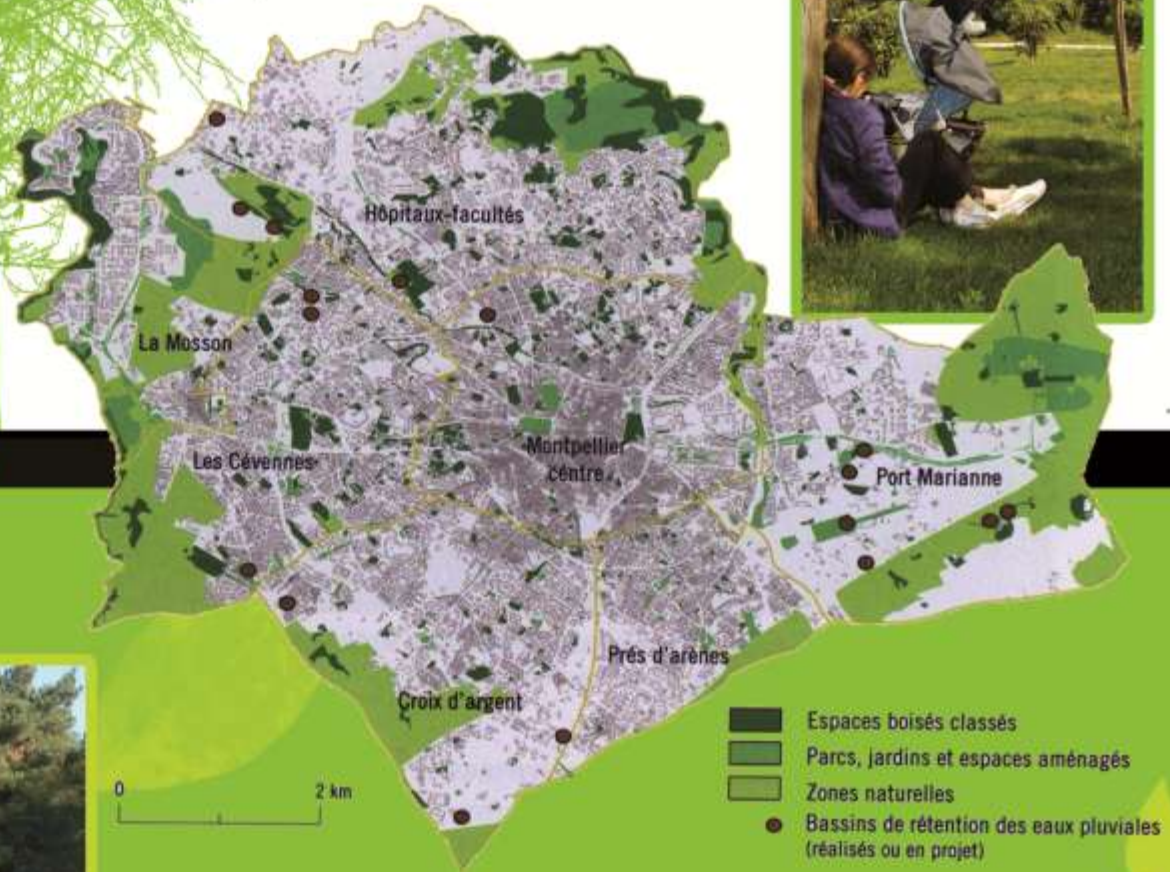 Hôpitaux-facultés
La Mosson
Montpellier
centre
Les Cévennes
Port Marianne
Prés d'arènes
Croix d'argent
0
2 km
Espaces boisés classés
Parcs, jardins et espaces aménagés
Zones naturelles
Bassins de rétention des eaux pluviales
(réalisés ou en projet)